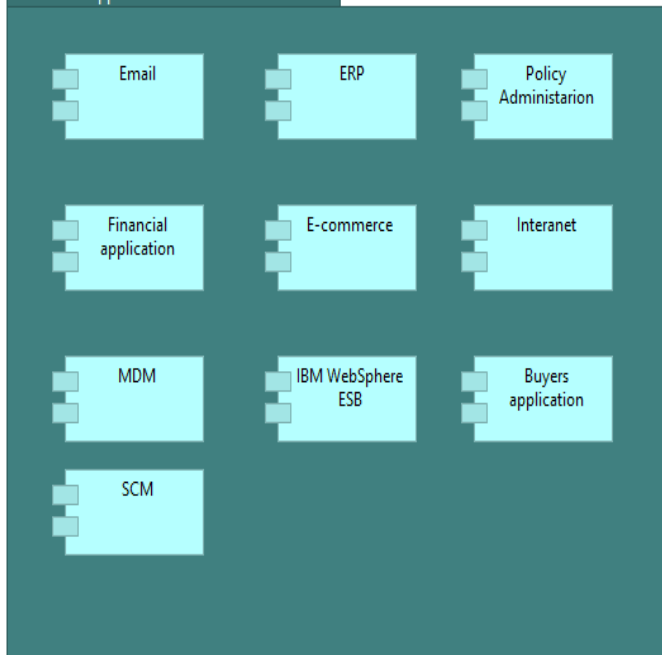 Email
ERP
Policy
Administarion
Financial
application
E-commerce
Interanet
MDM
IBM WebSphere
ESB
Buyers
application
SCM